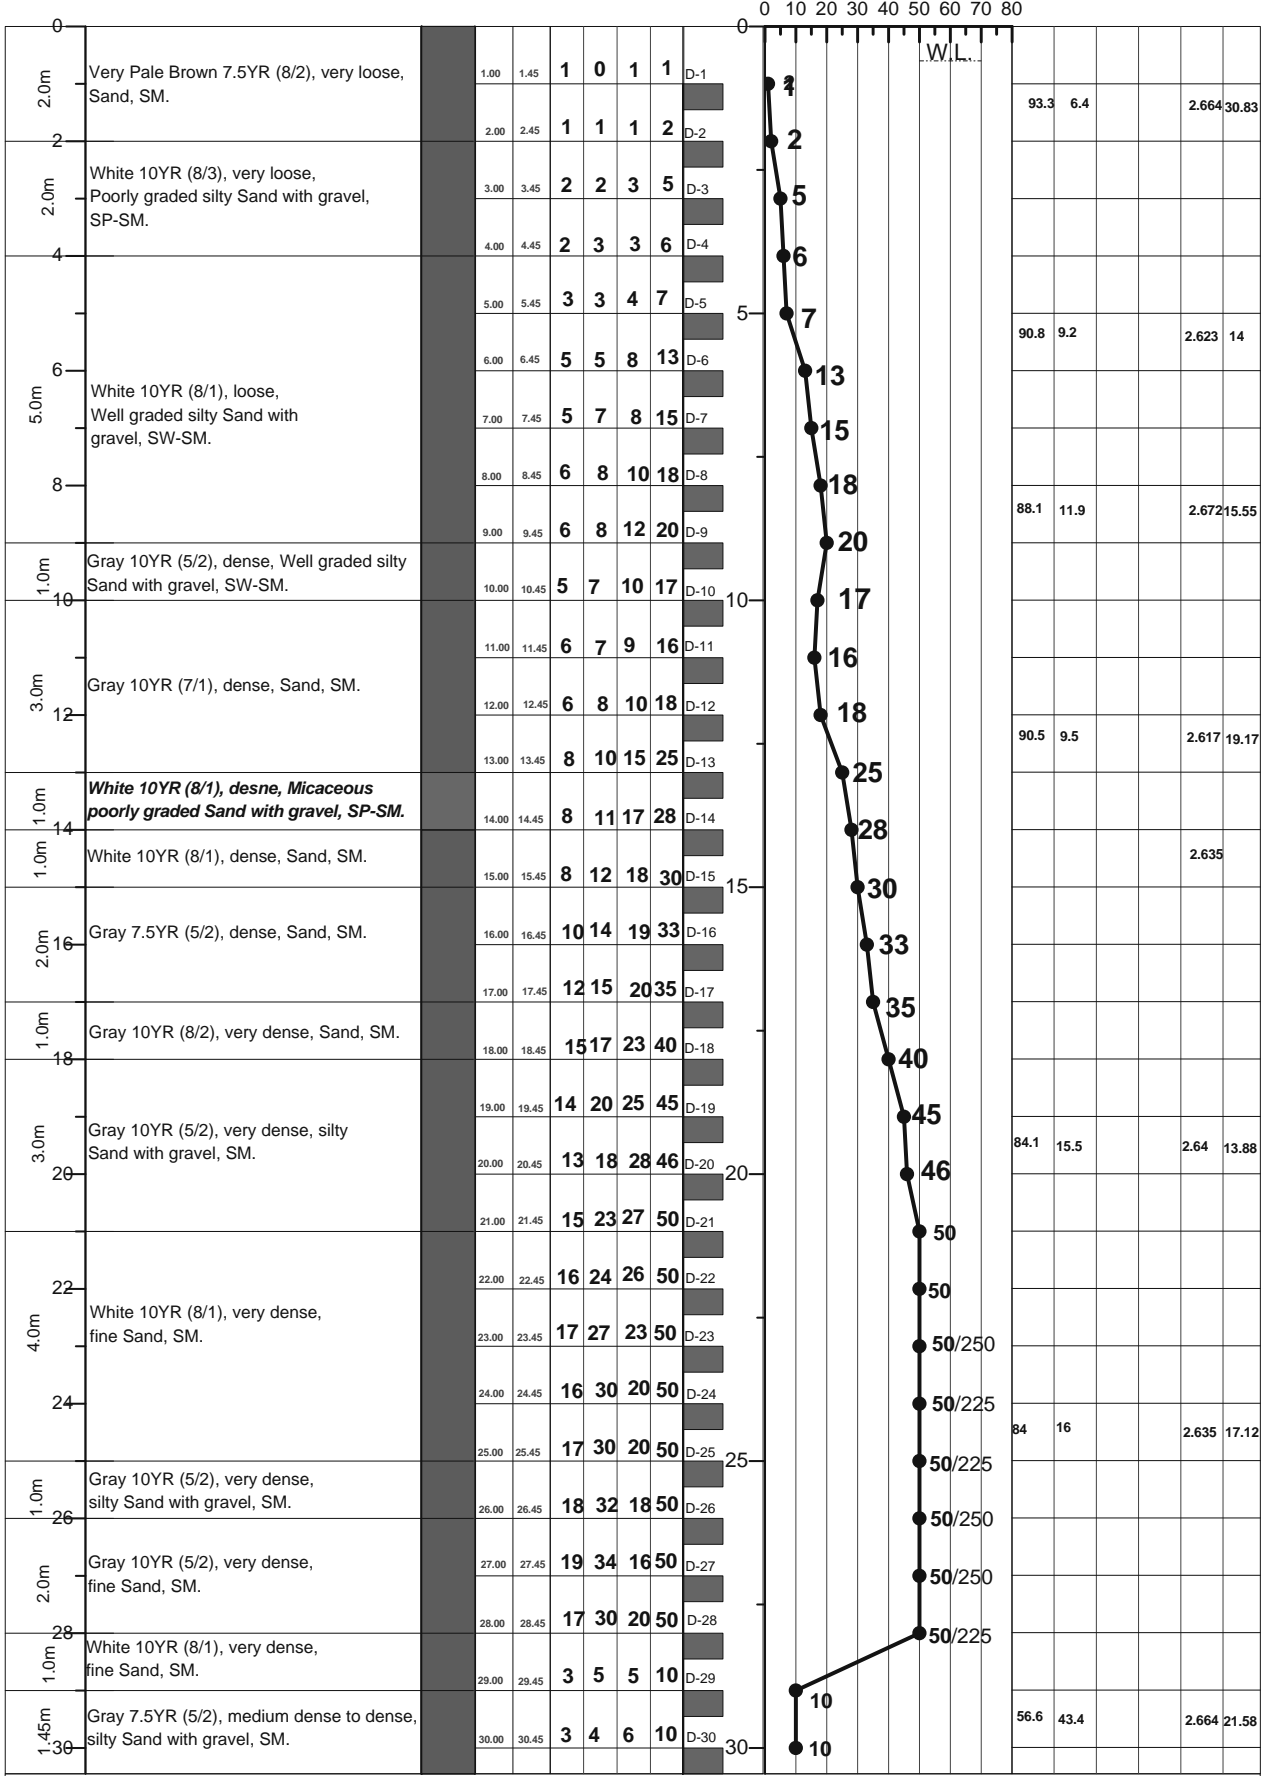 0 10 20 30 40 50 60 70 80
0 0 W.L.
2.0m Very Pale Brown 7.5YR (8/2), very loose,
Sand, SM.
1.00 1.45 1 0 1 1 D-1
93.3 6.4 2.664 30.83
2.00 2.45 1 1 1 2 D-2 2
2
2.0m White 10YR (8/3), very loose,
Poorly graded silty Sand with gravel,
SP-SM.
3.00 3.45 2 2 3 5 D-3 5
4.00 4.45 2 3 3 6 D-4 6
4
5.00 5.45 3 3 4 7 D-5 5 7
90.8 9.2 2.623 14
6.00 6.45 5 5 8 13 D-6 13
6
5.0m White 10YR (8/1), loose,
Well graded silty Sand with
gravel, SW-SM.
7.00 7.45 5 7 8 15 D-7 15
8.00 8.45 6 8 10 18 D-8 18
8
88.1 11.9 2.672 15.55
9.00 9.45 6 8 12 20 D-9 20
1.0m Gray 10YR (5/2), dense, Well graded silty
Sand with gravel, SW-SM.
10.00 10.45 5 7 10 17 D-10 17
10 10
11.00 11.45 6 7 9 16 D-11 16
3.0m Gray 10YR (7/1), dense, Sand, SM.
12.00 12.45 6 8 10 18 D-12 18
12
90.5 9.5 2.617 19.17
13.00 13.45 8 10 15 25 D-13 25
1.0m White 10YR (8/1), desne, Micaceous
poorly graded Sand with gravel, SP-SM.
14.00 14.45 8 11 17 28 D-14 28
14
1.0m White 10YR (8/1), dense, Sand, SM.
2.635
15.00 15.45 8 12 18 30 D-15 15 30
2.0m Gray 7.5YR (5/2), dense, Sand, SM.
16.00 16.45 10 14 19 33 D-16 33
16
17.00 17.45 12 15 20 35 D-17 35
1.0m Gray 10YR (8/2), very dense, Sand, SM.
18.00 18.45 15 17 23 40 D-18 40
18
19.00 19.45 14 20 25 45 D-19 45
3.0m Gray 10YR (5/2), very dense, silty
Sand with gravel, SM.
84.1 15.5 2.64 13.88
20.00 20.45 13 18 28 46 D-20 46
20 20
21.00 21.45 15 23 27 50 D-21 50
22.00 22.45 16 24 26 50 D-22 50
22
4.0m White 10YR (8/1), very dense,
fine Sand, SM.
23.00 23.45 17 27 23 50 D-23 50/250
24.00 24.45 16 30 20 50 D-24 50/225
24
84 16 2.635 17.12
25.00 25.45 17 30 20 50 D-25 25 50/225
1.0m Gray 10YR (5/2), very dense,
silty Sand with gravel, SM.
26.00 26.45 18 32 18 50 D-26 50/250
26
2.0m Gray 10YR (5/2), very dense,
fine Sand, SM.
27.00 27.45 19 34 16 50 D-27 50/250
28.00 28.45 17 30 20 50 D-28 50/225
28
1.0m White 10YR (8/1), very dense,
fine Sand, SM.
29.00 29.45 3 5 5 10 D-29 10
1.45m Gray 7.5YR (5/2), medium dense to dense,
silty Sand with gravel, SM.
56.6 43.4 2.664 21.58
30.00 30.45 3 4 6 10 D-30 10
30 30